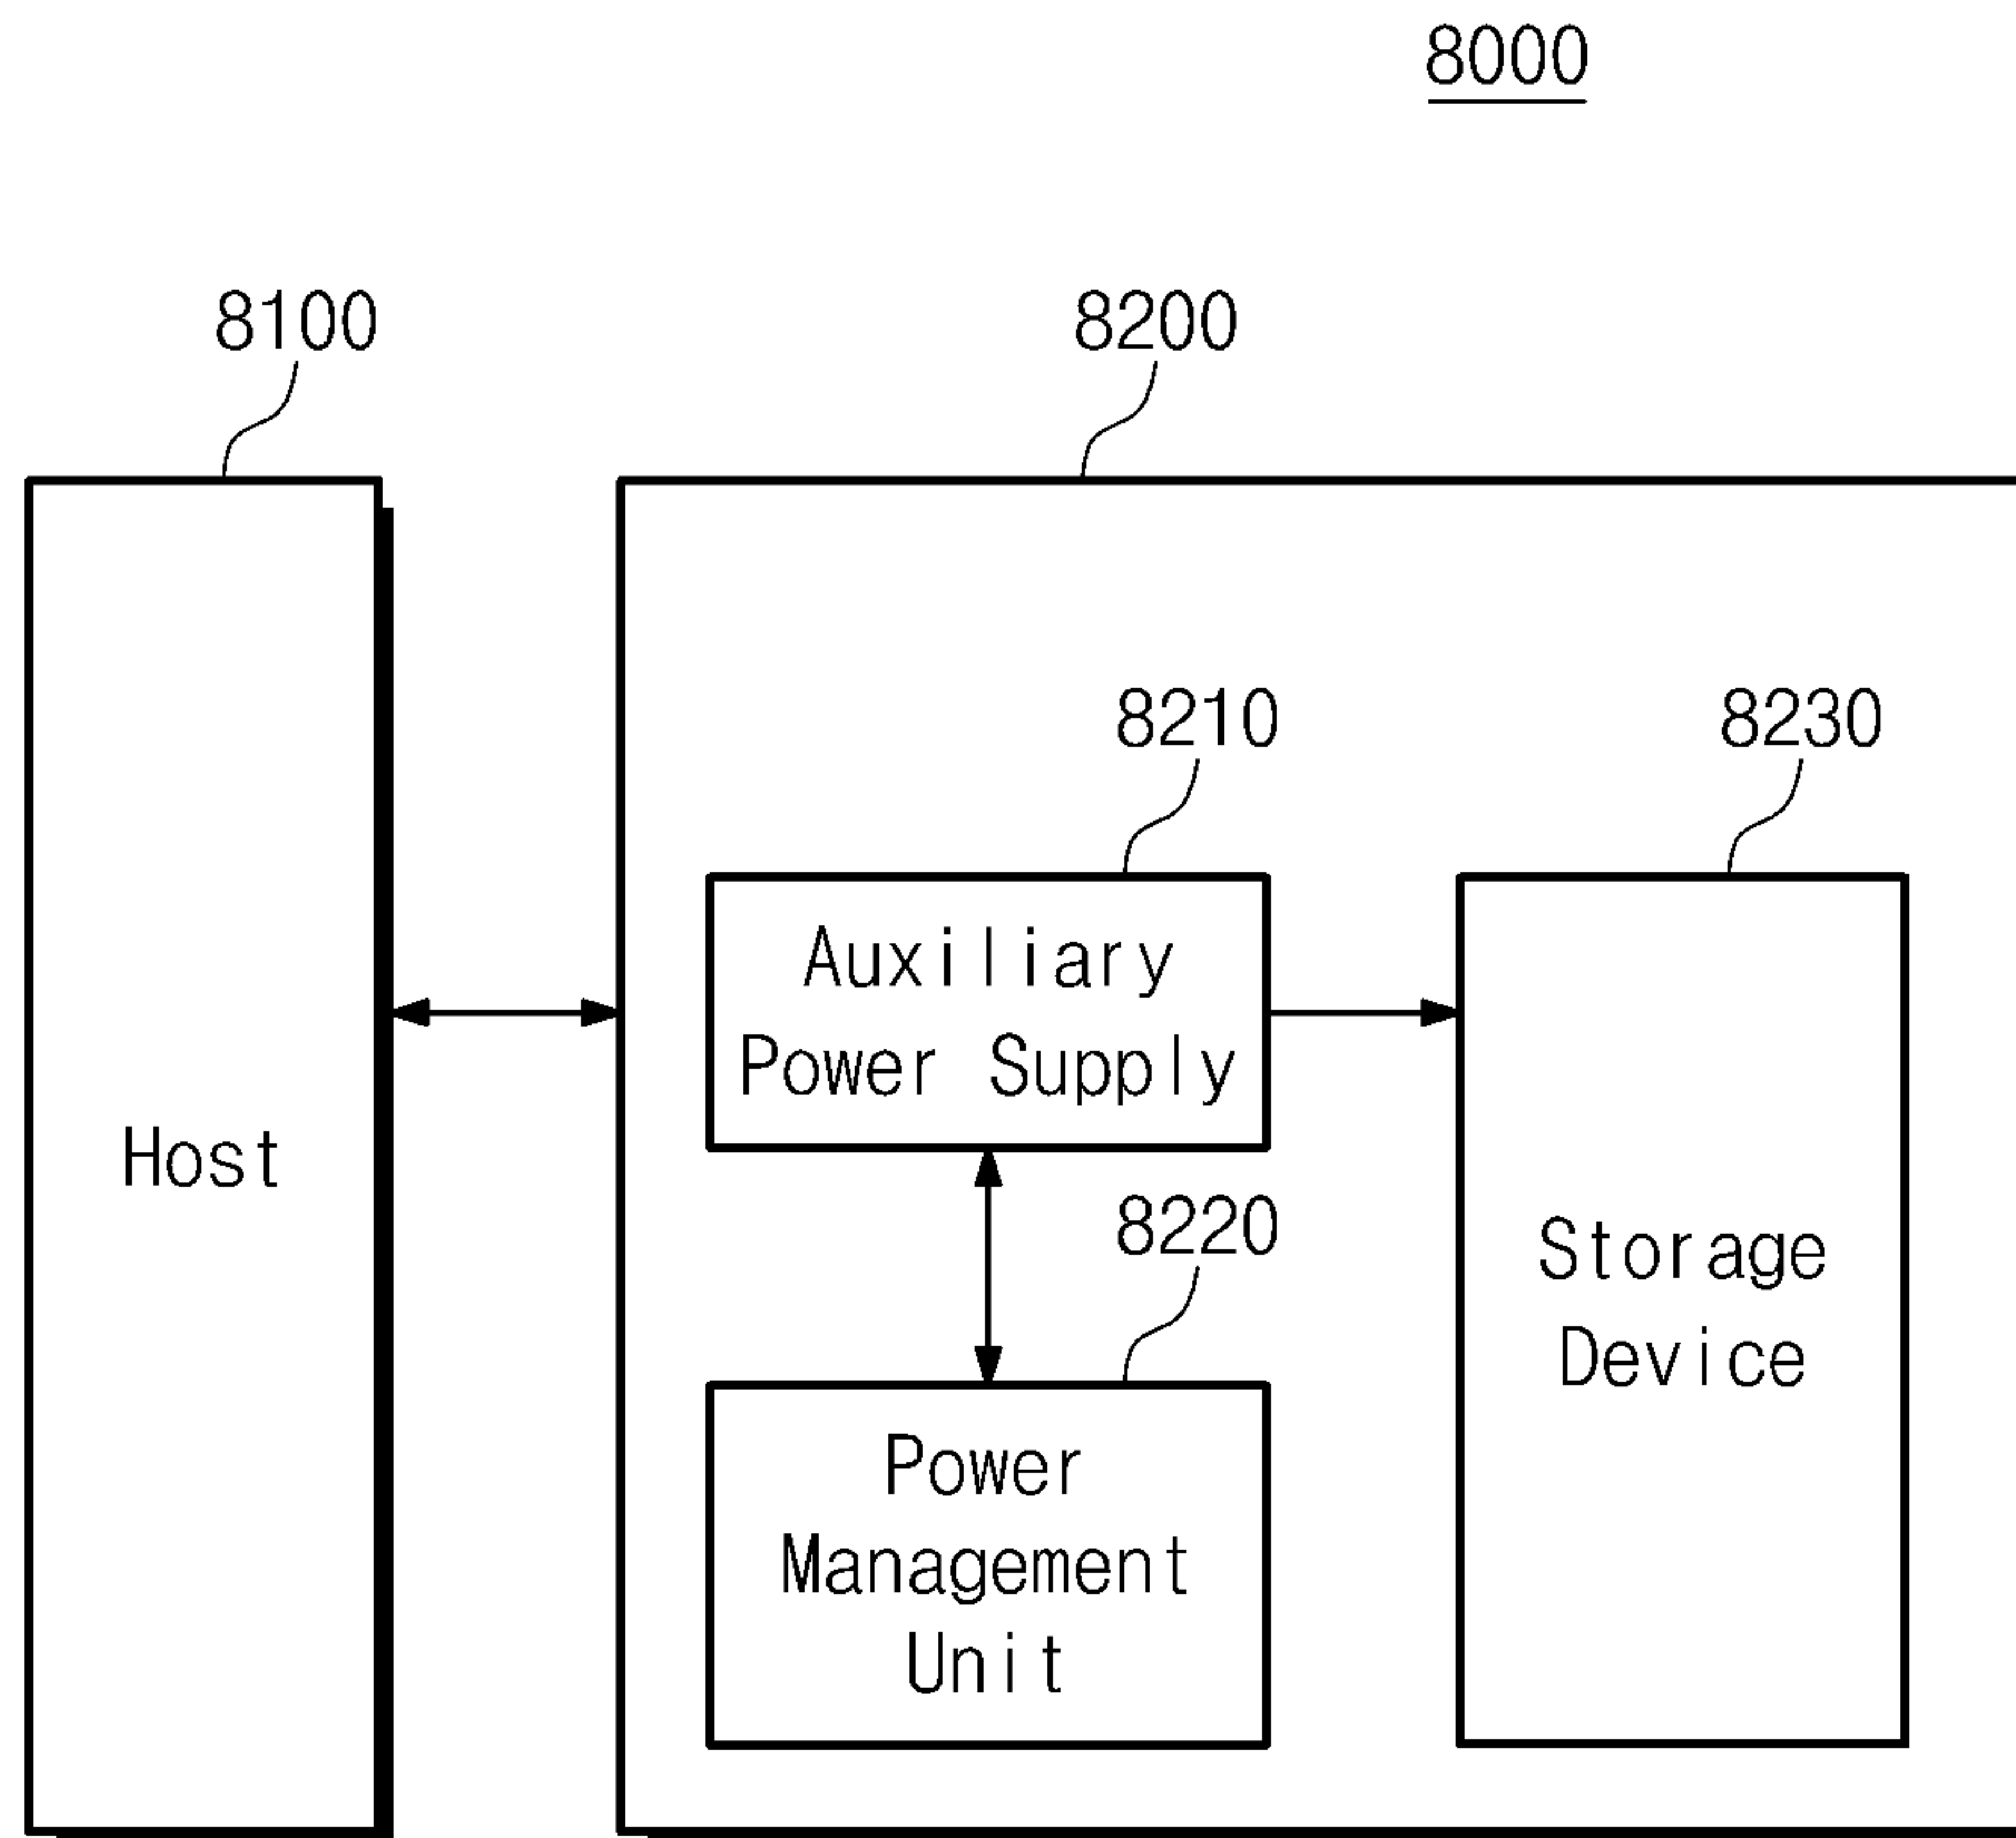 8000
8100
8200
8210
8230
Auxiliary
Power Supply
Host
8220
Storage
Device
Power
Management
Unit